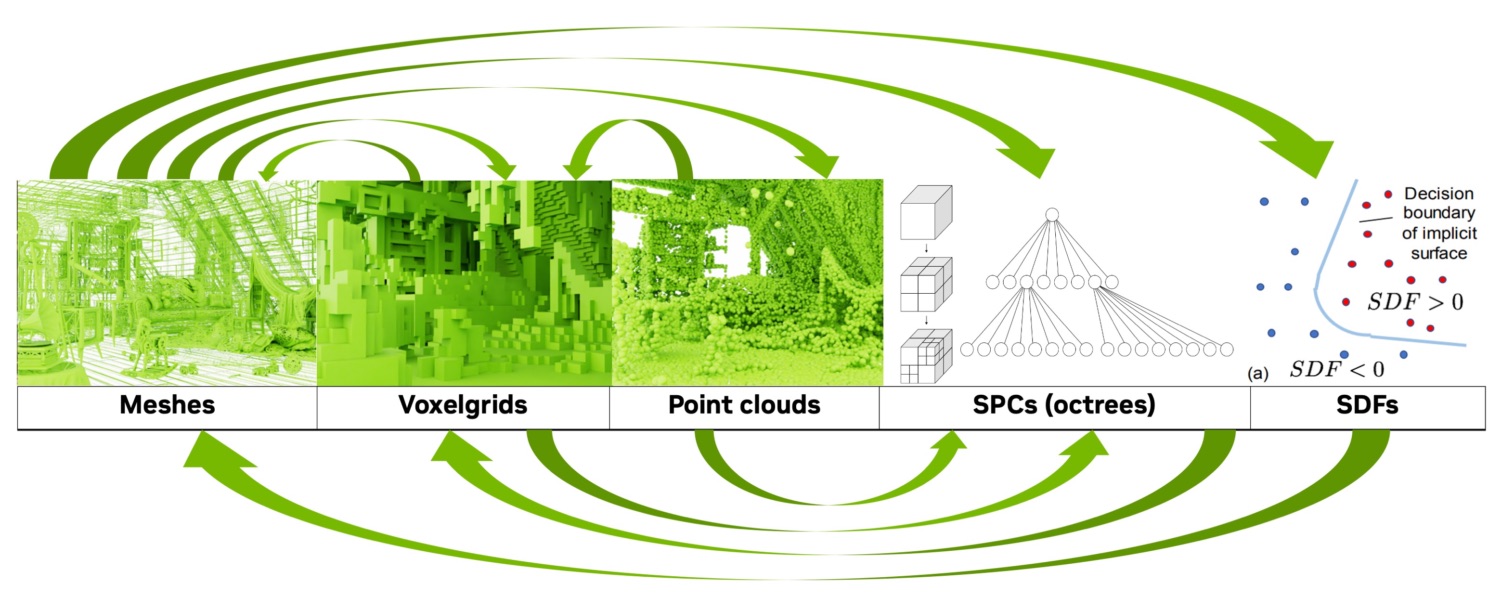 Decision
boundary
of implicit
surface
SDF > 0
(a) SDF < 0
Meshes
Voxelgrids
Point clouds
SPCs (octrees)
SDFs